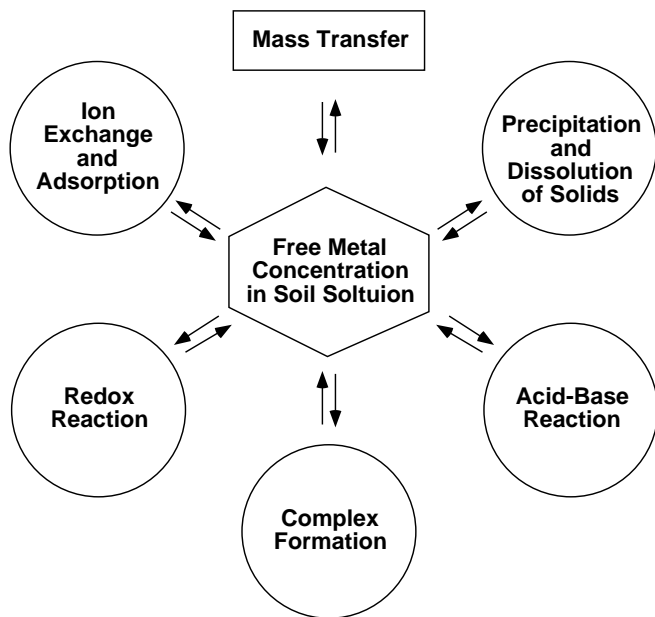 Mass Transfer
Ion
Exchange
and
Adsorption
Precipitation
and
Dissolution
of Solids
Free Metal
Concentration
in Soil Soltuion
Redox
Reaction
Acid-Base
Reaction
Complex
Formation